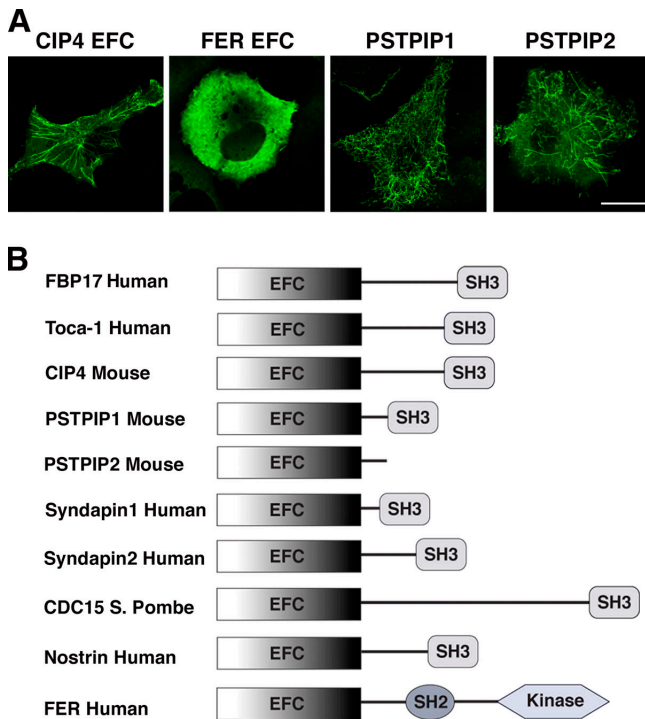 A
CIP4 EFC FER EFC PSTPIP1 PSTPIP2
B
FBP17 Human EFC SH3
Toca-1 Human EFC SH3
CIP4 Mouse EFC SH3
PSTPIP1 Mouse EFC SH3
PSTPIP2 Mouse EFC
Syndapin1 Human EFC SH3
Syndapin2 Human EFC SH3
CDC15 S. Pombe EFC SH3
Nostrin Human EFC SH3
FER Human EFC SH2 Kinase